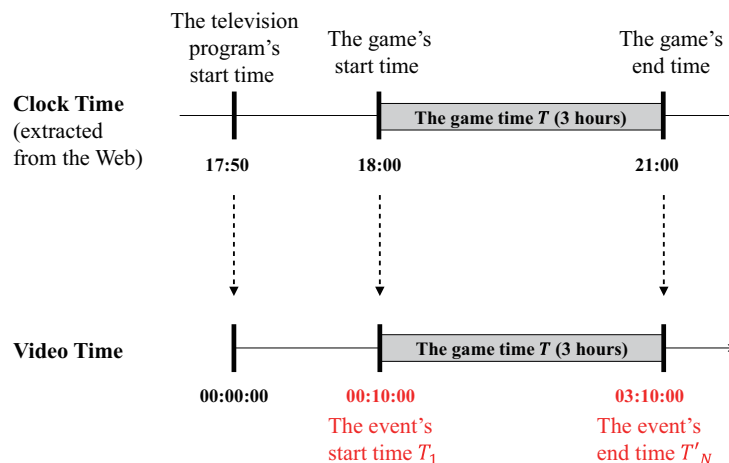 The television
program's
start time
The game's
start time
The game's
end time
Clock Time
(extracted
from the Web)
The game time T (3 hours)
17:50
18:00
21:00
Video Time
The game time T (3 hours)
00:00:00
00:10:00
03:10:00
The event's
start time T₁
The event's
end time T'_N